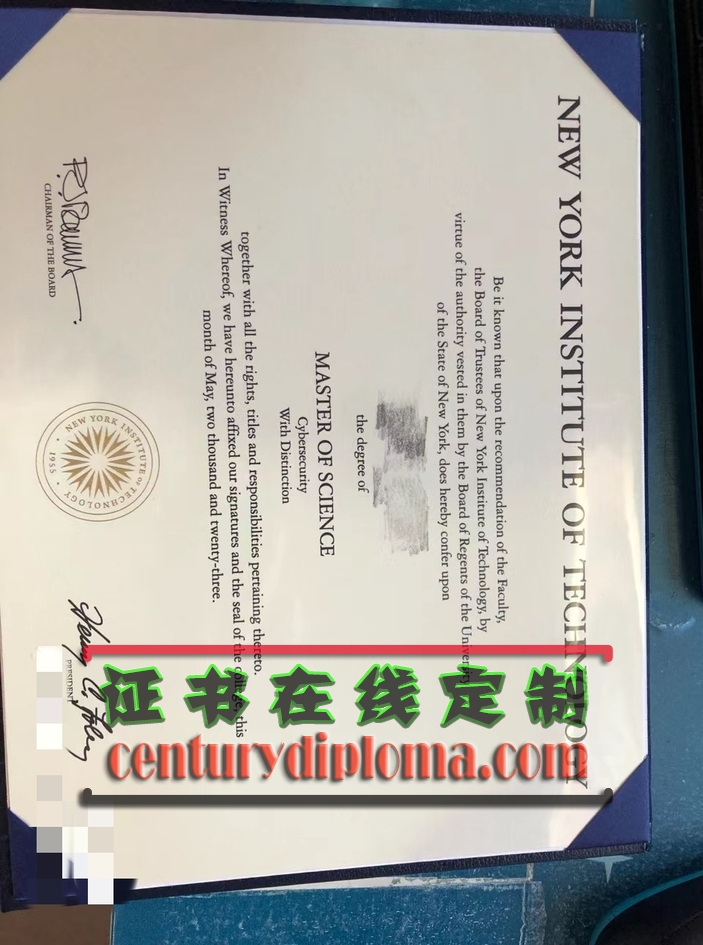 NEW YORK INSTITUTE OF TECHNOLOGY
Be it known that upon the recommendation of the Faculty,
the Board of Trustees of New York Institute of Technology, by
virtue of the authority vested in them by the Board of Regents of the University
of the State of New York, does hereby confer upon
the degree of
MASTER OF SCIENCE
Cybersecurity
With Distinction
together with all the rights, titles and responsibilities pertaining thereto.
In Witness Whereof, we have hereunto affixed our signatures and the seal of the college, this
month of May, two thousand and twenty-three.
CHAIRMAN OF THE BOARD
NEW YORK INSTITUTE of TECHNOLOGY
· 1955 ·
PRESIDENT
证书在线定制
centurydiploma.com